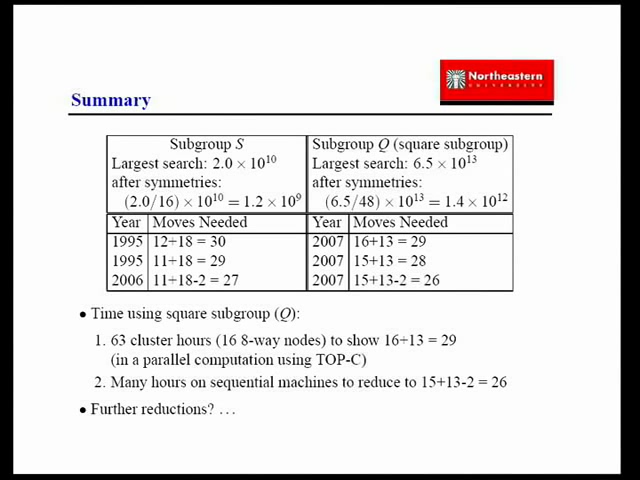 Northeastern
UNIVERSITY
Summary
Subgroup S
Largest search: 2.0 × 10^10
after symmetries:
(2.0/16) × 10^10 = 1.2 × 10^9
Year Moves Needed
1995 12+18 = 30
1995 11+18 = 29
2006 11+18-2 = 27
Subgroup Q (square subgroup)
Largest search: 6.5 × 10^13
after symmetries:
(6.5/48) × 10^13 = 1.4 × 10^12
Year Moves Needed
2007 16+13 = 29
2007 15+13 = 28
2007 15+13-2 = 26
• Time using square subgroup (Q):
1. 63 cluster hours (16 8-way nodes) to show 16+13 = 29
(in a parallel computation using TOP-C)
2. Many hours on sequential machines to reduce to 15+13-2 = 26
• Further reductions? …